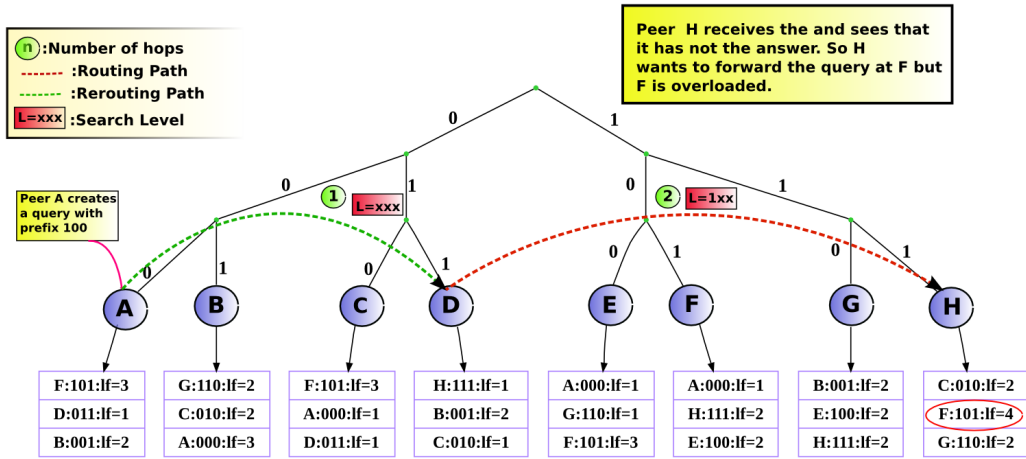 n :Number of hops
:Routing Path
:Rerouting Path
L=xxx :Search Level
Peer H receives the and sees that
it has not the answer. So H
wants to forward the query at F but
F is overloaded.
0
1
Peer A creates
a query with
prefix 100
0
1
L=xxx
1
0
2
L=1xx
1
0
1
0
1
0
1
0
1
A
B
C
D
E
F
G
H
F:101:lf=3
D:011:lf=1
B:001:lf=2
G:110:lf=2
C:010:lf=2
A:000:lf=3
F:101:lf=3
A:000:lf=1
D:011:lf=1
H:111:lf=1
B:001:lf=2
C:010:lf=1
A:000:lf=1
G:110:lf=1
F:101:lf=3
A:000:lf=1
H:111:lf=2
E:100:lf=2
B:001:lf=2
E:100:lf=2
H:111:lf=2
C:010:lf=2
F:101:lf=4
G:110:lf=2